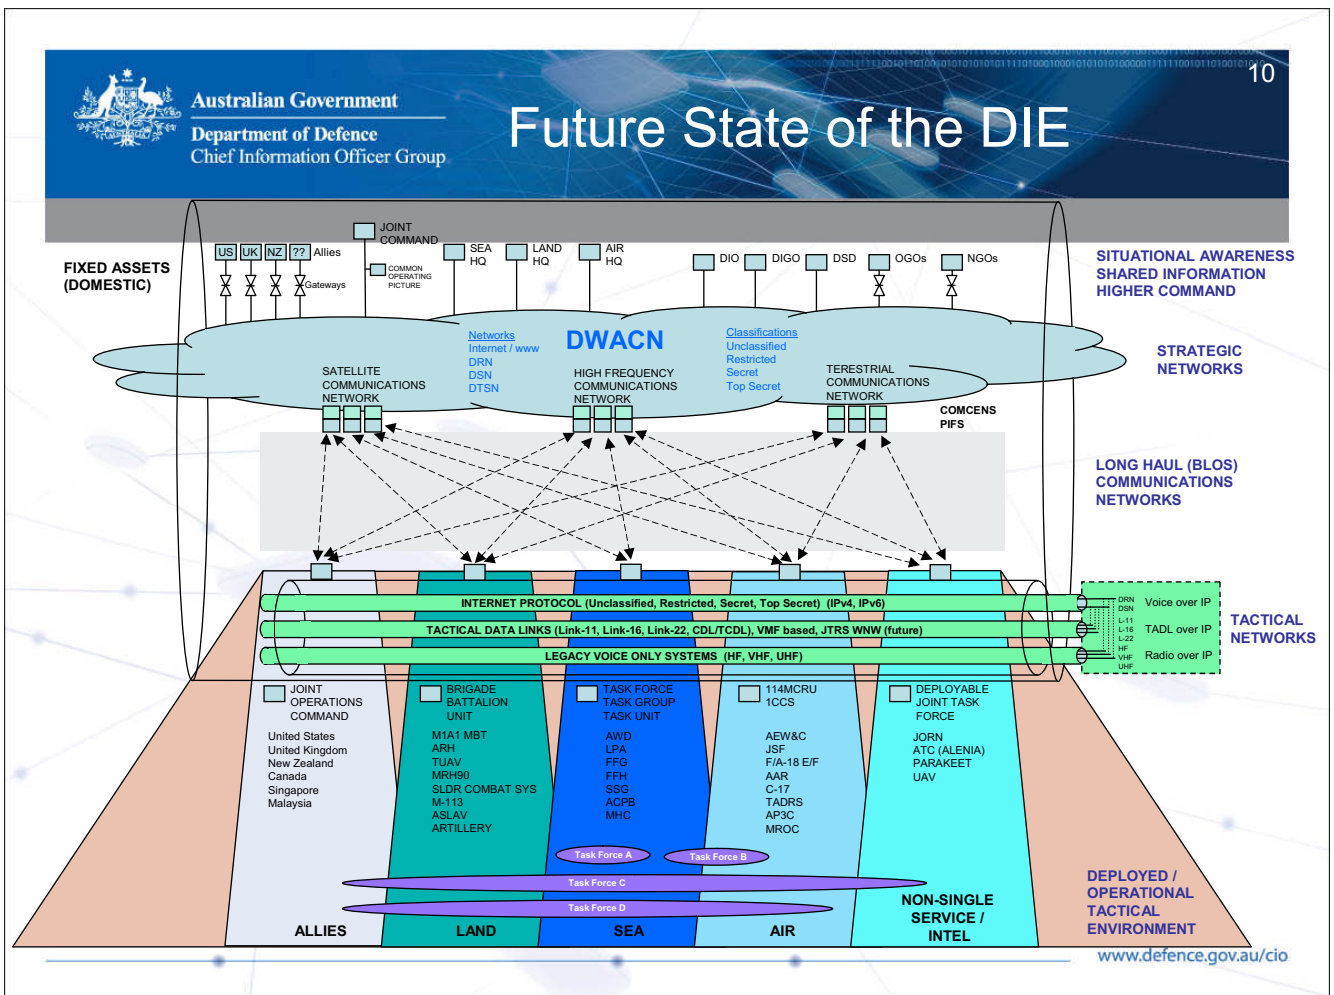 10
Australian Government
Department of Defence
Chief Information Officer Group
Future State of the DIE
FIXED ASSETS
(DOMESTIC)
US
UK
NZ
??
Allies
Gateways
JOINT
COMMAND
COMMON
OPERATING
PICTURE
SEA
HQ
LAND
HQ
AIR
HQ
DIO
DIGO
DSD
OGOs
NGOs
SITUATIONAL AWARENESS
SHARED INFORMATION
HIGHER COMMAND
Networks
Internet / www
DRN
DSN
DTSN
DWACN
Classifications
Unclassified
Restricted
Secret
Top Secret
STRATEGIC
NETWORKS
SATELLITE
COMMUNICATIONS
NETWORK
HIGH FREQUENCY
COMMUNICATIONS
NETWORK
TERESTRIAL
COMMUNICATIONS
NETWORK
COMCENS
PIFS
LONG HAUL (BLOS)
COMMUNICATIONS
NETWORKS
INTERNET PROTOCOL (Unclassified, Restricted, Secret, Top Secret) (IPv4, IPv6)
TACTICAL DATA LINKS (Link-11, Link-16, Link-22, CDL/TCDL), VMF based, JTRS WNW (future)
LEGACY VOICE ONLY SYSTEMS (HF, VHF, UHF)
DRN
DSN
L-11
L-16
L-22
HF
VHF
UHF
Voice over IP
TADL over IP
Radio over IP
TACTICAL
NETWORKS
JOINT
OPERATIONS
COMMAND
United States
United Kingdom
New Zealand
Canada
Singapore
Malaysia
BRIGADE
BATTALION
UNIT
M1A1 MBT
ARH
TUAV
MRH90
SLDR COMBAT SYS
M-113
ASLAV
ARTILLERY
TASK FORCE
TASK GROUP
TASK UNIT
AWD
LPA
FFG
FFH
SSG
ACPB
MHC
114MCRU
1CCS
AEW&C
JSF
F/A-18 E/F
AAR
C-17
TADRS
AP3C
MROC
DEPLOYABLE
JOINT TASK
FORCE
JORN
ATC (ALENIA)
PARAKEET
UAV
Task Force A
Task Force B
Task Force C
Task Force D
ALLIES
LAND
SEA
AIR
NON-SINGLE
SERVICE /
INTEL
DEPLOYED /
OPERATIONAL
TACTICAL
ENVIRONMENT
www.defence.gov.au/cio